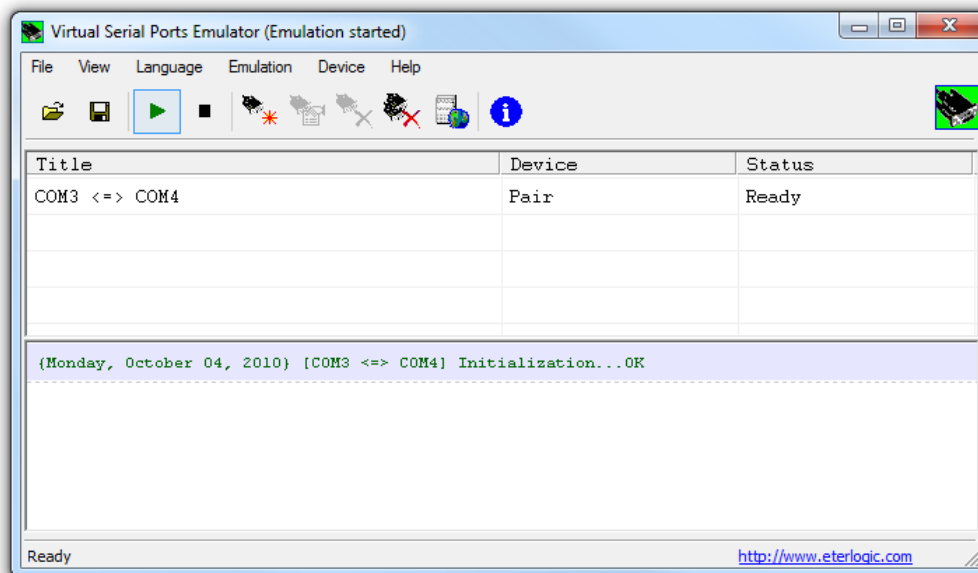 Virtual Serial Ports Emulator (Emulation started)
File View Language Emulation Device Help
Title Device Status
COM3 <=> COM4 Pair Ready
{Monday, October 04, 2010} [COM3 <=> COM4] Initialization...OK
Ready http://www.eterlogic.com